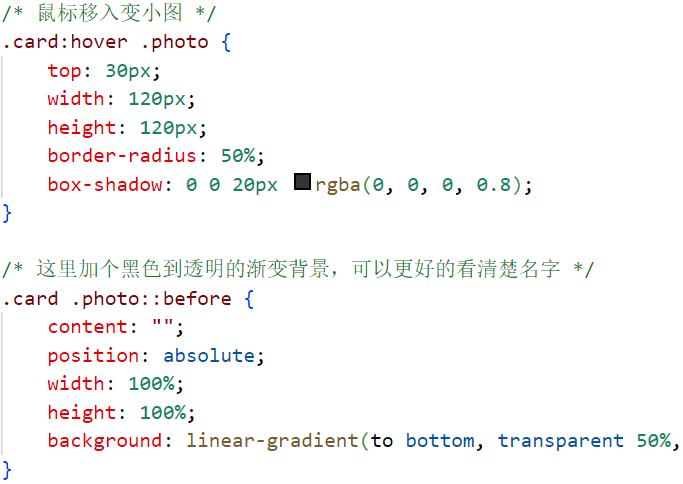 /* 鼠标移入变小图 */
.card:hover .photo {
top: 30px;
width: 120px;
height: 120px;
border-radius: 50%;
box-shadow: 0 0 20px rgba(0, 0, 0, 0.8);
}
/* 这里加个黑色到透明的渐变背景，可以更好的看清楚名字 */
.card .photo::before {
content: "";
position: absolute;
width: 100%;
height: 100%;
background: linear-gradient(to bottom, transparent 50%,
}